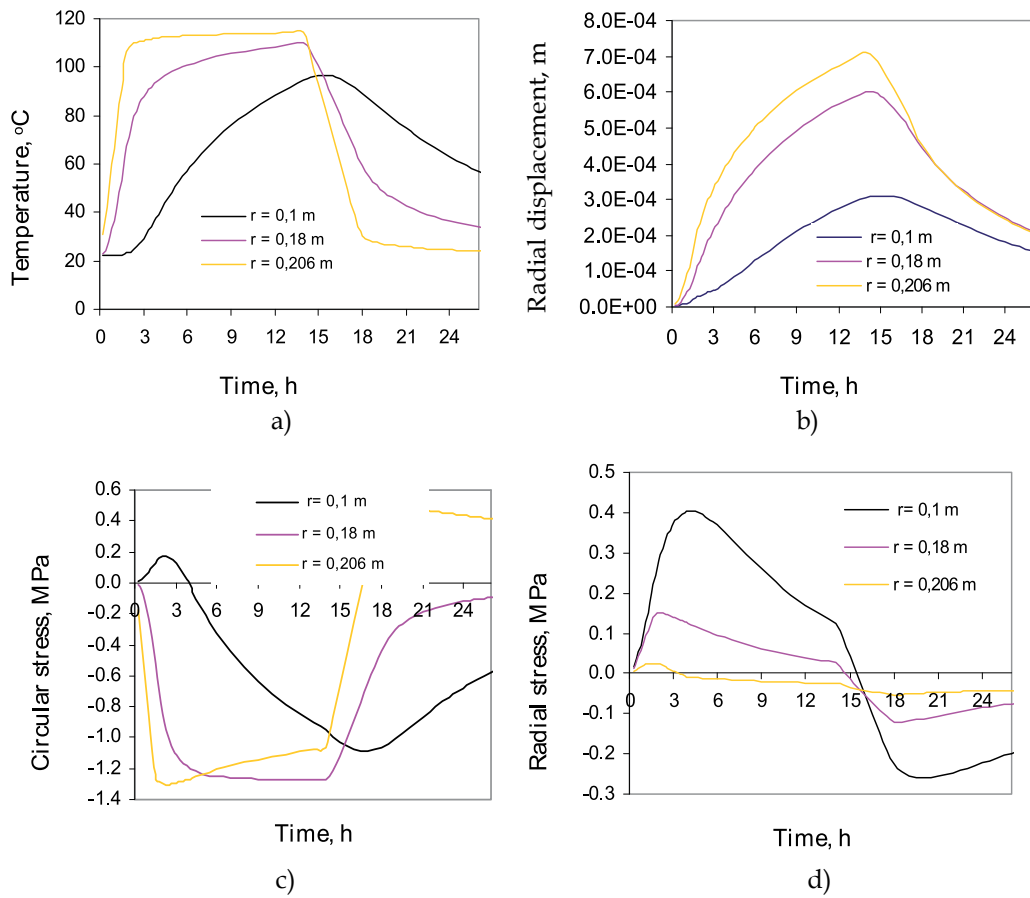 120
100
80
60
40
20
0
Temperature, oC
r = 0,1 m
r = 0,18 m
r = 0,206 m
0 3 6 9 12 15 18 21 24
Time, h
a)
8.0E-04
7.0E-04
6.0E-04
5.0E-04
4.0E-04
3.0E-04
2.0E-04
1.0E-04
0.0E+00
Radial displacement, m
r= 0,1 m
r = 0,18 m
r = 0,206 m
0 3 6 9 12 15 18 21 24
Time, h
b)
0.6
0.4
0.2
0.0
-0.2
-0.4
-0.6
-0.8
-1.0
-1.2
-1.4
Circular stress, MPa
r= 0,1 m
r = 0,18 m
r = 0,206 m
0 3 6 9 12 15 18 21 24
Time, h
c)
0.5
0.4
0.3
0.2
0.1
0.0
-0.1
-0.2
-0.3
Radial stress, MPa
r= 0,1 m
r = 0,18 m
r = 0,206 m
0 3 6 9 12 15 18 21 24
Time, h
d)